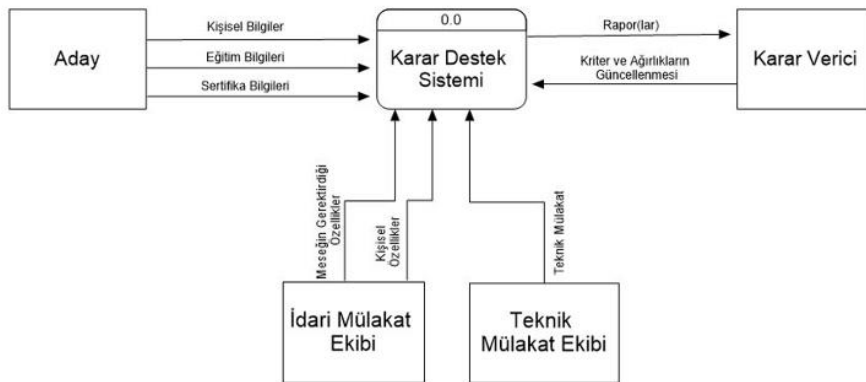 Aday
Kişisel Bilgiler
Eğitim Bilgileri
Sertifika Bilgileri
0.0
Karar Destek
Sistemi
Rapor(lar)
Kriter ve Ağırlıkların
Güncellenmesi
Karar Verici
Meseğin Gerektirdiği
Özellikler
Kişisel
Özellikler
Teknik Mülakat
İdari Mülakat
Ekibi
Teknik
Mülakat Ekibi